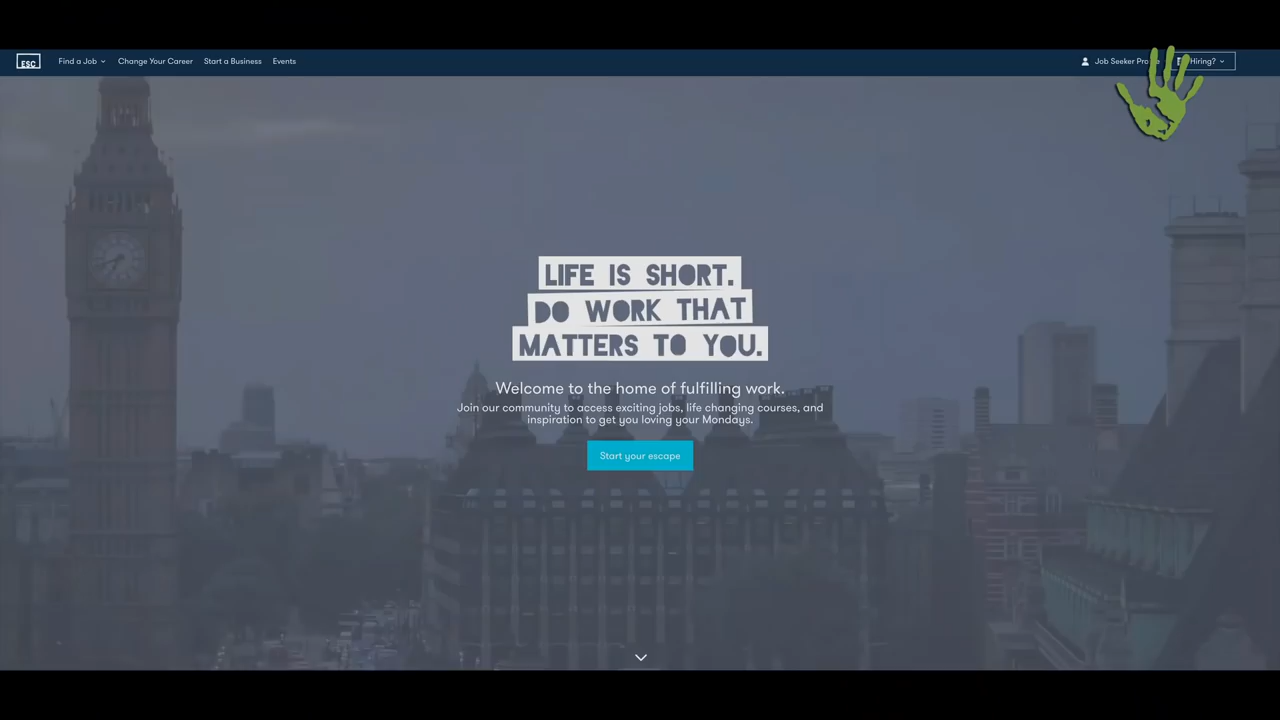 ESC
Find a Job
Change Your Career
Start a Business
Events
Job Seeker
Hiring?
LIFE IS SHORT.
DO WORK THAT
MATTERS TO YOU.
Welcome to the home of fulfilling work.
Join our community to access exciting jobs, life changing courses, and
inspiration to get you loving your Mondays.
Start your escape